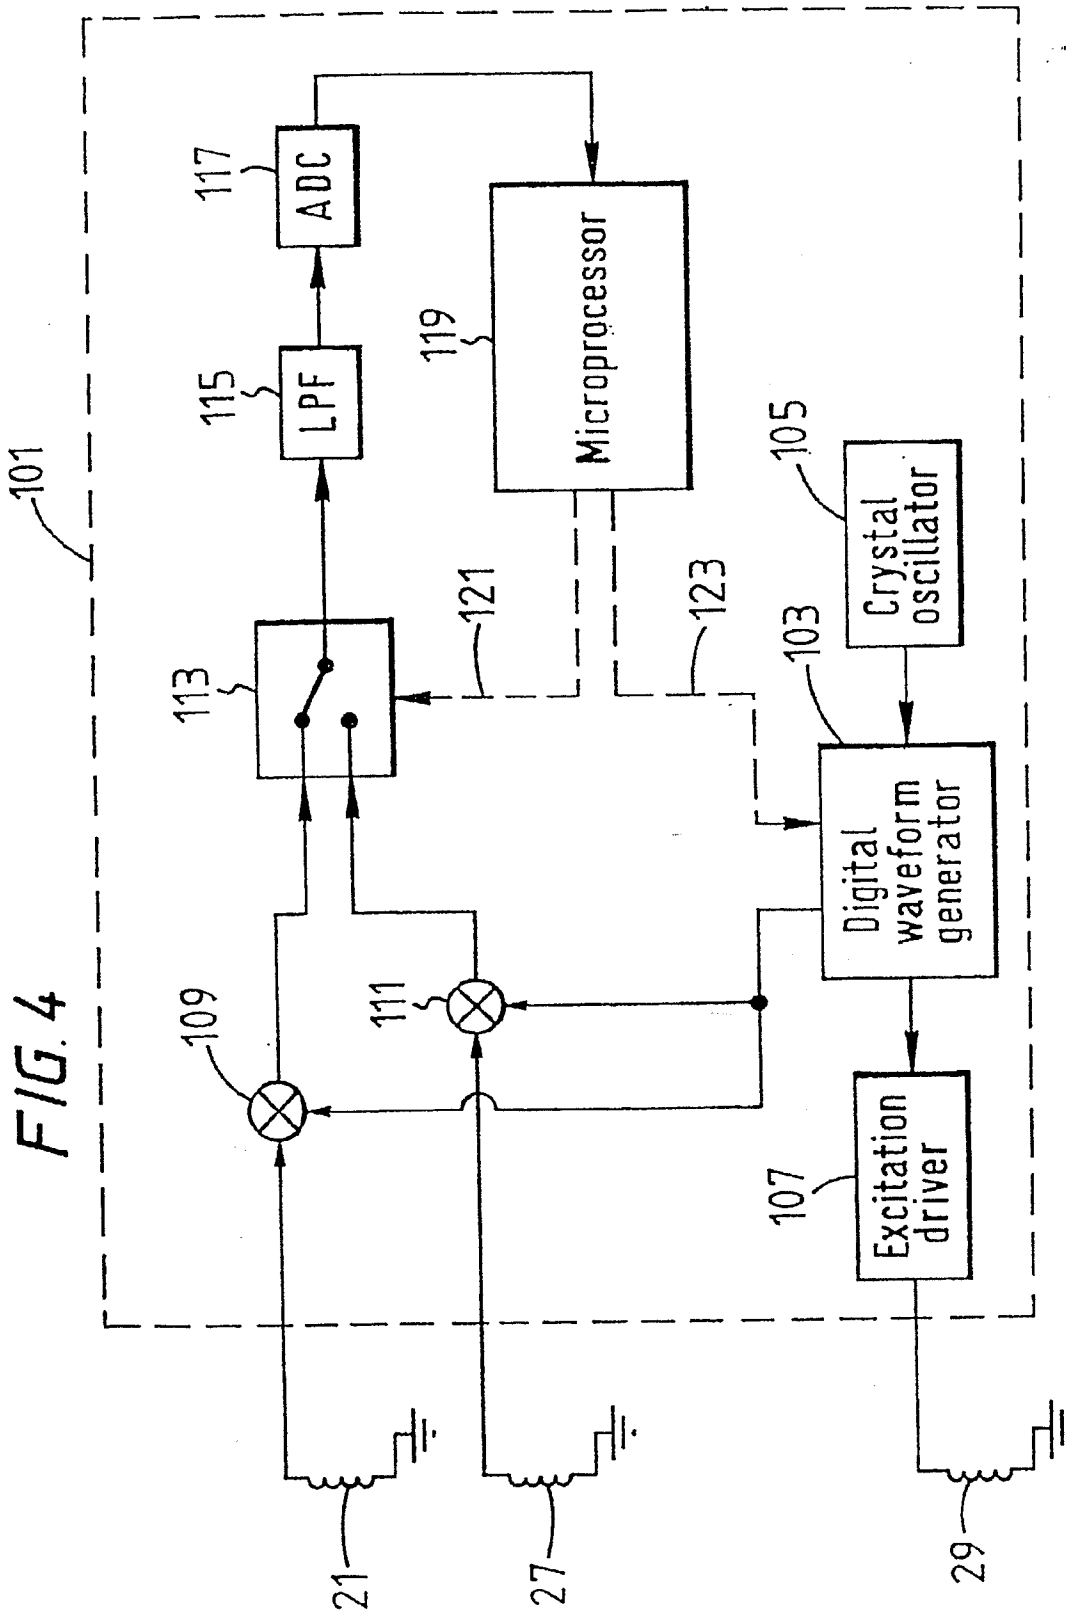 FIG. 4
101
109
113
115
LPF
117
ADC
111
121
119
Microprocessor
123
107
Excitation
driver
103
Digital
waveform
generator
105
Crystal
oscillator
21
27
29